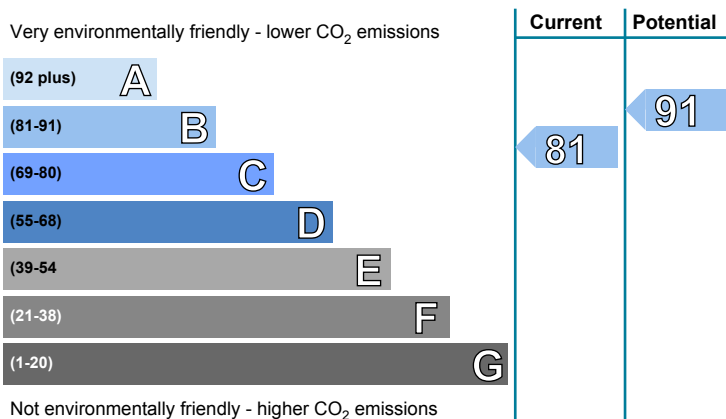 Very environmentally friendly - lower CO2 emissions
Current
Potential
(92 plus) A
(81-91) B
(69-80) C
(55-68) D
(39-54 E
(21-38) F
(1-20) G
81
91
Not environmentally friendly - higher CO2 emissions